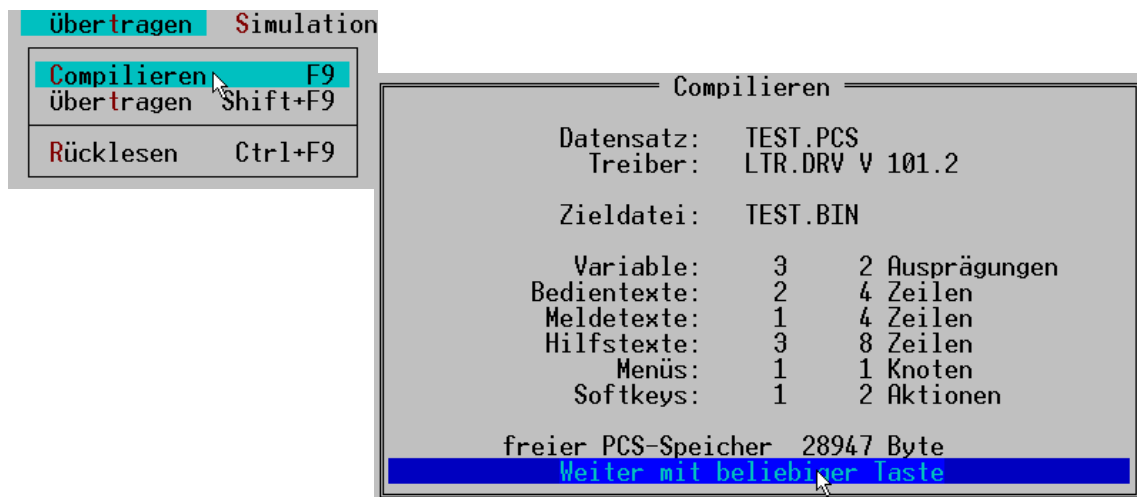 Übertragen Simulation
Compilieren F9
Übertragen Shift+F9
Rücklesen Ctrl+F9
Compilieren
Datensatz: TEST.PCS
Treiber: LTR.DRV V 101.2
Zieldatei: TEST.BIN
Variable: 3 2 Ausprägungen
Bedientexte: 2 4 Zeilen
Meldetexte: 1 4 Zeilen
Hilfstexte: 3 8 Zeilen
Menüs: 1 1 Knoten
Softkeys: 1 2 Aktionen
freier PCS-Speicher 28947 Byte
Weiter mit beliebiger Taste